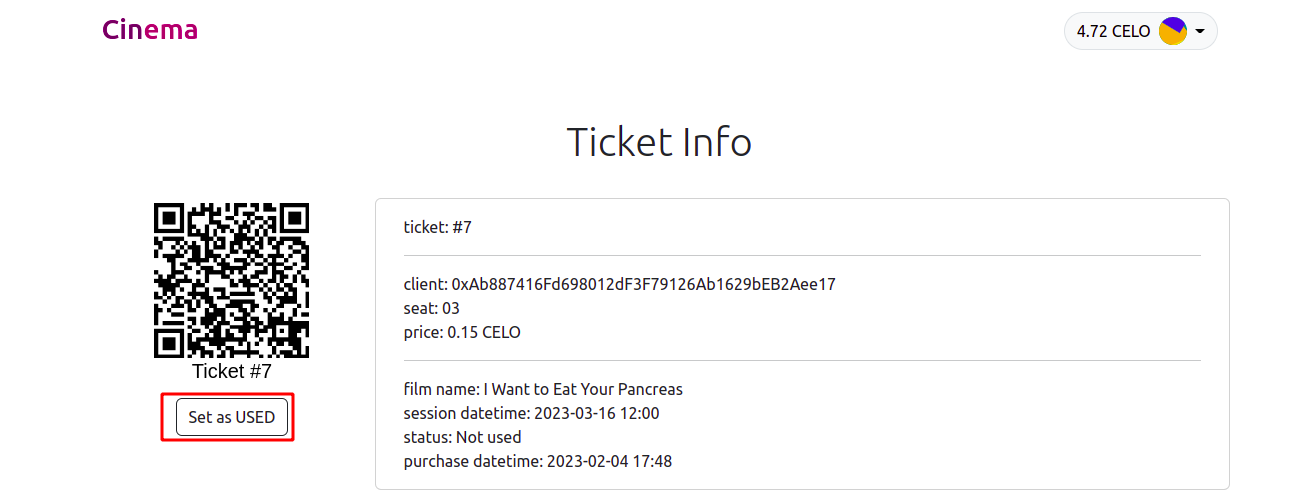 Cinema
4.72 CELO
Ticket Info
Ticket #7
Set as USED
ticket: #7
client: 0xAb887416Fd698012dF3F79126Ab1629bEB2Aee17
seat: 03
price: 0.15 CELO
film name: I Want to Eat Your Pancreas
session datetime: 2023-03-16 12:00
status: Not used
purchase datetime: 2023-02-04 17:48